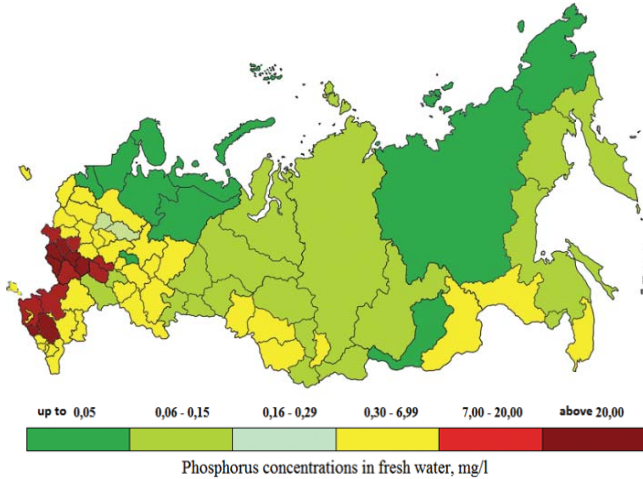 up to 0,05 0,06 - 0,15 0,16 - 0,29 0,30 - 6,99 7,00 - 20,00 above 20,00
Phosphorus concentrations in fresh water, mg/l